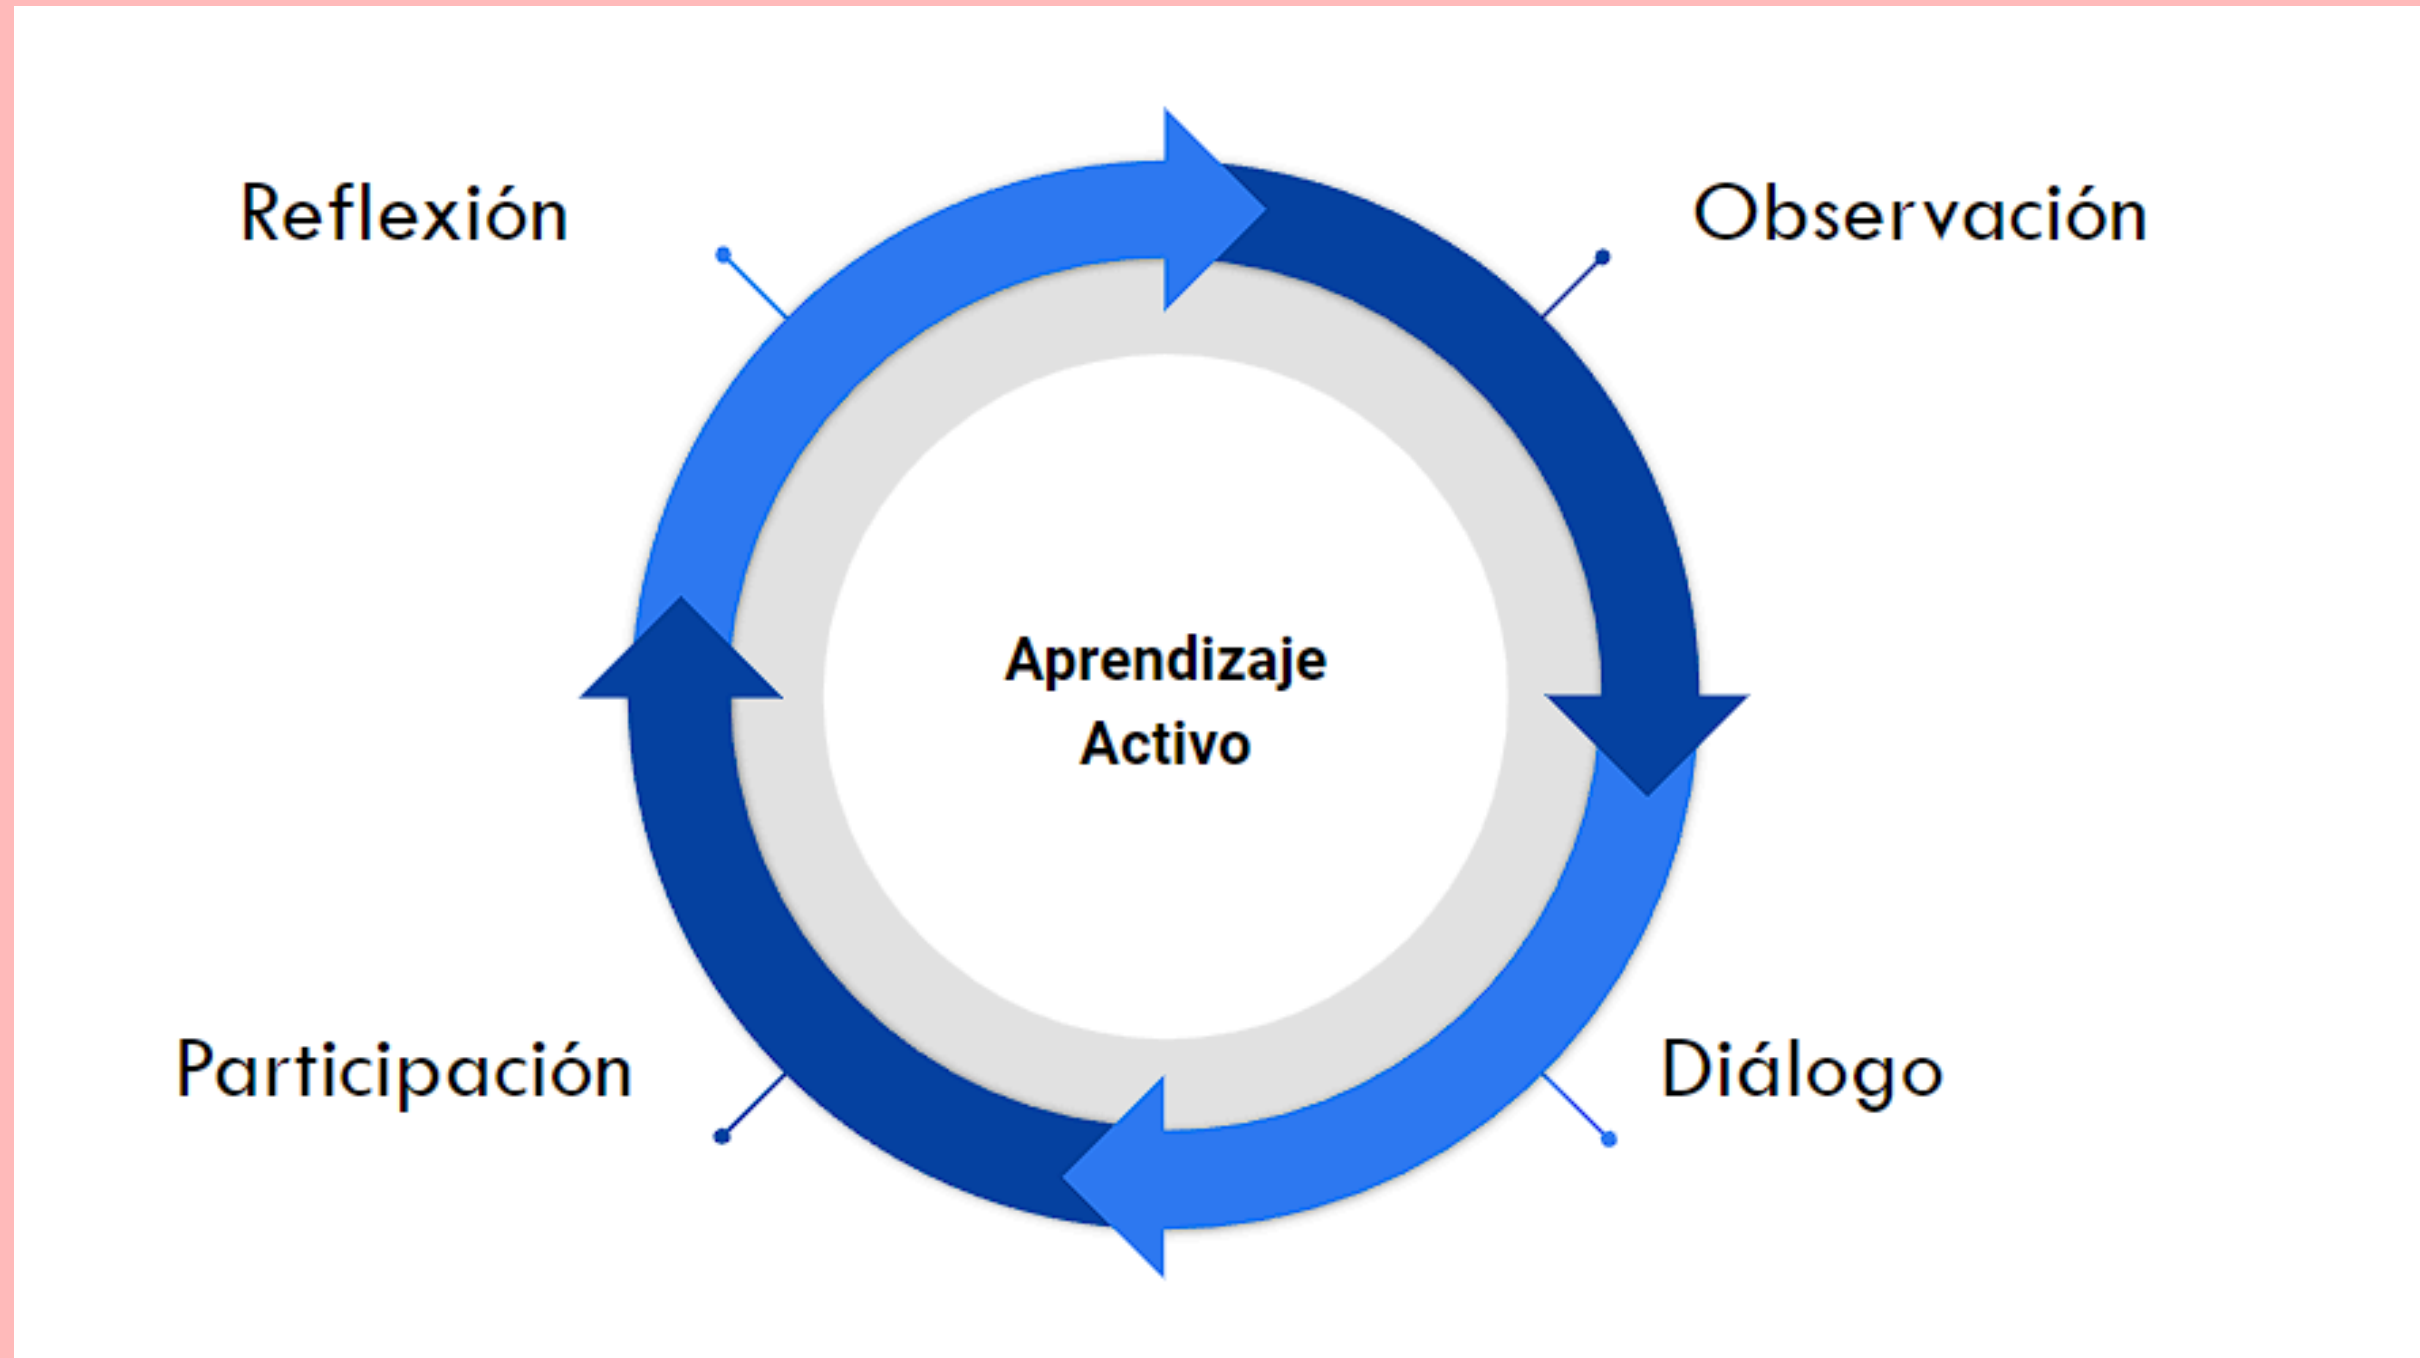 Reflexión
Observación
Aprendizaje
Activo
Participación
Diálogo